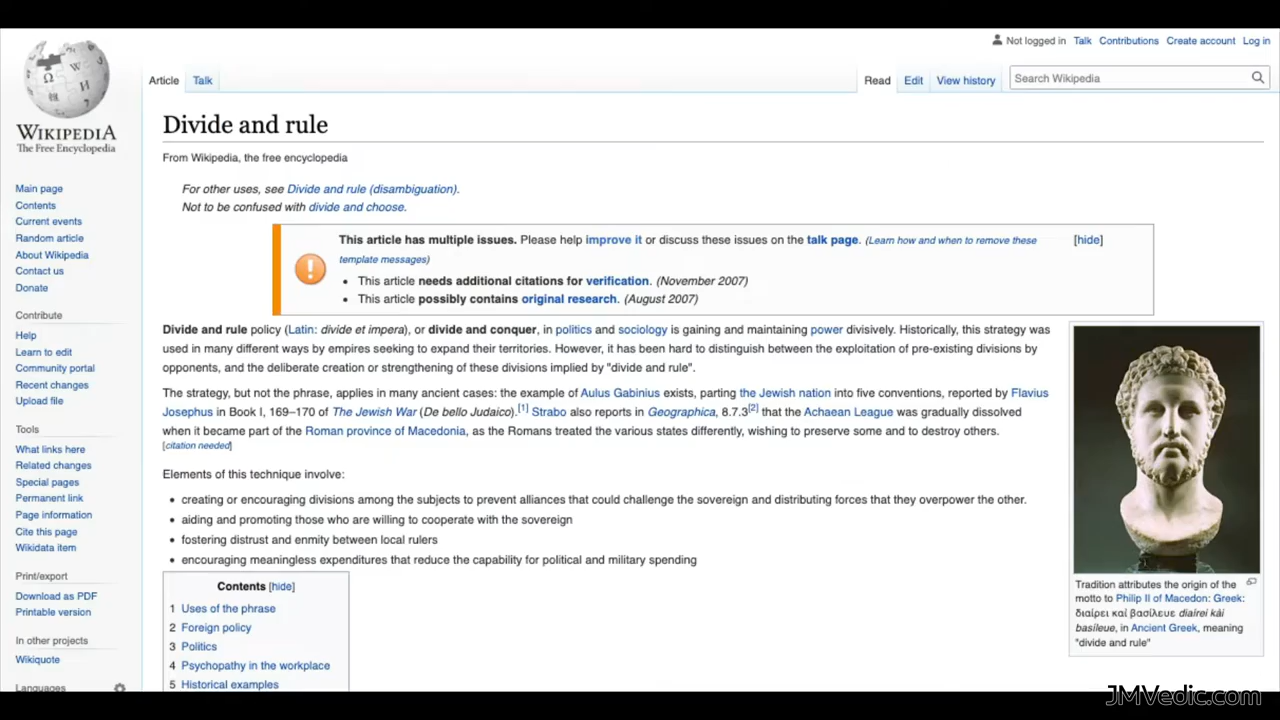 Not logged in Talk Contributions Create account Log in
Article Talk Read Edit View history Search Wikipedia
WIKIPEDIA
The Free Encyclopedia
Main page
Contents
Current events
Random article
About Wikipedia
Contact us
Donate
Contribute
Help
Learn to edit
Community portal
Recent changes
Upload file
Tools
What links here
Related changes
Special pages
Permanent link
Page information
Cite this page
Wikidata item
Print/export
Download as PDF
Printable version
In other projects
Wikiquote
Languages
Divide and rule
From Wikipedia, the free encyclopedia
For other uses, see Divide and rule (disambiguation).
Not to be confused with divide and choose.
This article has multiple issues. Please help improve it or discuss these issues on the talk page. (Learn how and when to remove these [hide]
template messages)
• This article needs additional citations for verification. (November 2007)
• This article possibly contains original research. (August 2007)
Divide and rule policy (Latin: divide et impera), or divide and conquer, in politics and sociology is gaining and maintaining power divisively. Historically, this strategy was
used in many different ways by empires seeking to expand their territories. However, it has been hard to distinguish between the exploitation of pre-existing divisions by
opponents, and the deliberate creation or strengthening of these divisions implied by "divide and rule".
The strategy, but not the phrase, applies in many ancient cases: the example of Aulus Gabinius exists, parting the Jewish nation into five conventions, reported by Flavius
Josephus in Book I, 169–170 of The Jewish War (De bello Judaico).[1] Strabo also reports in Geographica, 8.7.3[2] that the Achaean League was gradually dissolved
when it became part of the Roman province of Macedonia, as the Romans treated the various states differently, wishing to preserve some and to destroy others.
[citation needed]
Elements of this technique involve:
• creating or encouraging divisions among the subjects to prevent alliances that could challenge the sovereign and distributing forces that they overpower the other.
• aiding and promoting those who are willing to cooperate with the sovereign
• fostering distrust and enmity between local rulers
• encouraging meaningless expenditures that reduce the capability for political and military spending
Contents [hide]
1 Uses of the phrase
2 Foreign policy
3 Politics
4 Psychopathy in the workplace
5 Historical examples
Tradition attributes the origin of the
motto to Philip II of Macedon: Greek:
διαίρει καὶ βασίλευε diaírei kài
basíleue, in Ancient Greek, meaning
"divide and rule"
JMVedic.com